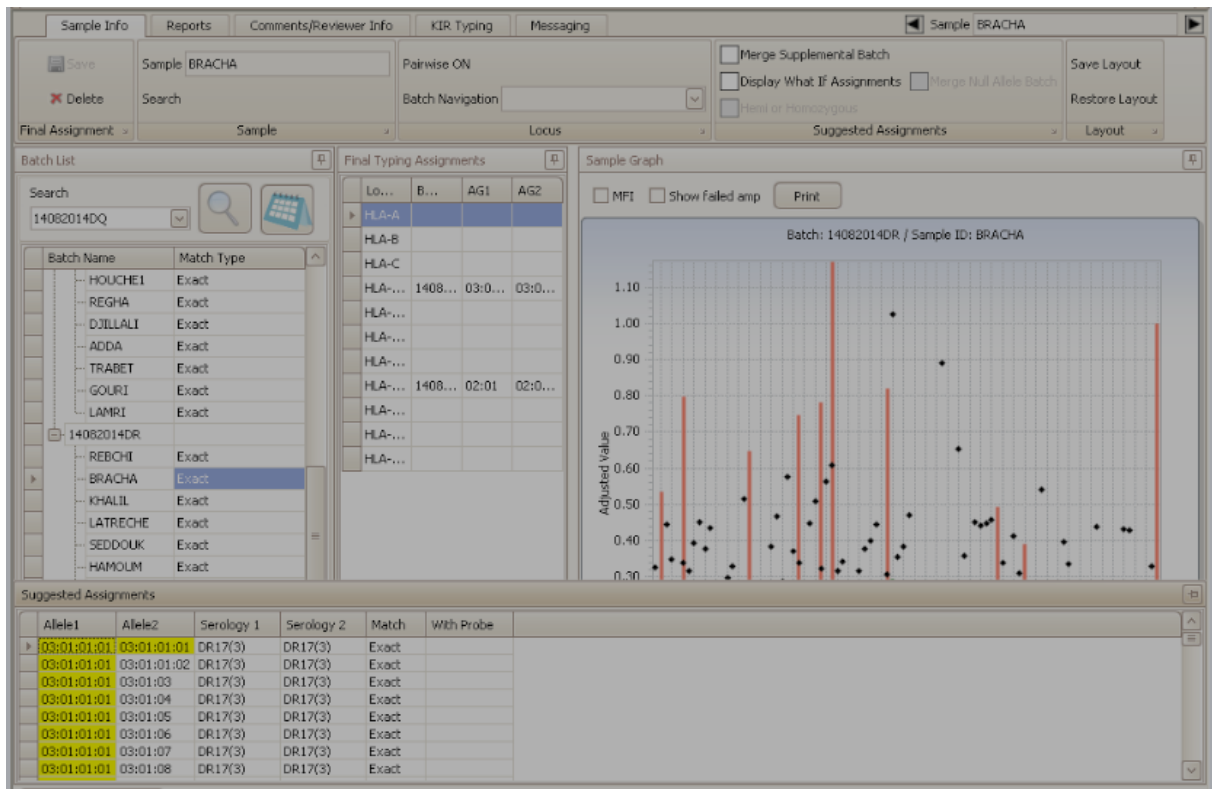 Sample Info Reports Comments/Reviewer Info KIR Typing Messaging Sample BRACHA
Save Sample BRACHA Pairwise ON Merge Supplemental Batch Save Layout
Display What If Assignments Merge Null Allele Batch
Delete Search Batch Navigation Hemi or Homozygous Restore Layout
Final Assignment Sample Locus Suggested Assignments Layout
Batch List
Search
14082014DQ
Batch Name Match Type
HOUCHE1 Exact
REGHA Exact
DJILLALI Exact
ADDA Exact
TRABET Exact
GOURI Exact
LAMRI Exact
14082014DR
REBCHI Exact
BRACHA Exact
KHALIL Exact
LATRECHE Exact
SEDDOUK Exact
HAMOUM Exact
Final Typing Assignments
Lo... B... AG1 AG2
HLA-A
HLA-B
HLA-C
HLA-... 1408... 03:0... 03:0...
HLA-...
HLA-...
HLA-... 1408... 02:01 02:0...
HLA-...
HLA-...
HLA-...
Sample Graph
MFI Show failed amp Print
Batch: 14082014DR / Sample ID: BRACHA
Adjusted Value
1.10
1.00
0.90
0.80
0.70
0.60
0.50
0.40
0.30
Suggested Assignments
Allele1 Allele2 Serology 1 Serology 2 Match With Probe
03:01:01:01 03:01:01:01 DR17(3) DR17(3) Exact
03:01:01:01 03:01:01:02 DR17(3) DR17(3) Exact
03:01:01:01 03:01:03 DR17(3) DR17(3) Exact
03:01:01:01 03:01:04 DR17(3) DR17(3) Exact
03:01:01:01 03:01:05 DR17(3) DR17(3) Exact
03:01:01:01 03:01:06 DR17(3) DR17(3) Exact
03:01:01:01 03:01:07 DR17(3) DR17(3) Exact
03:01:01:01 03:01:08 DR17(3) DR17(3) Exact